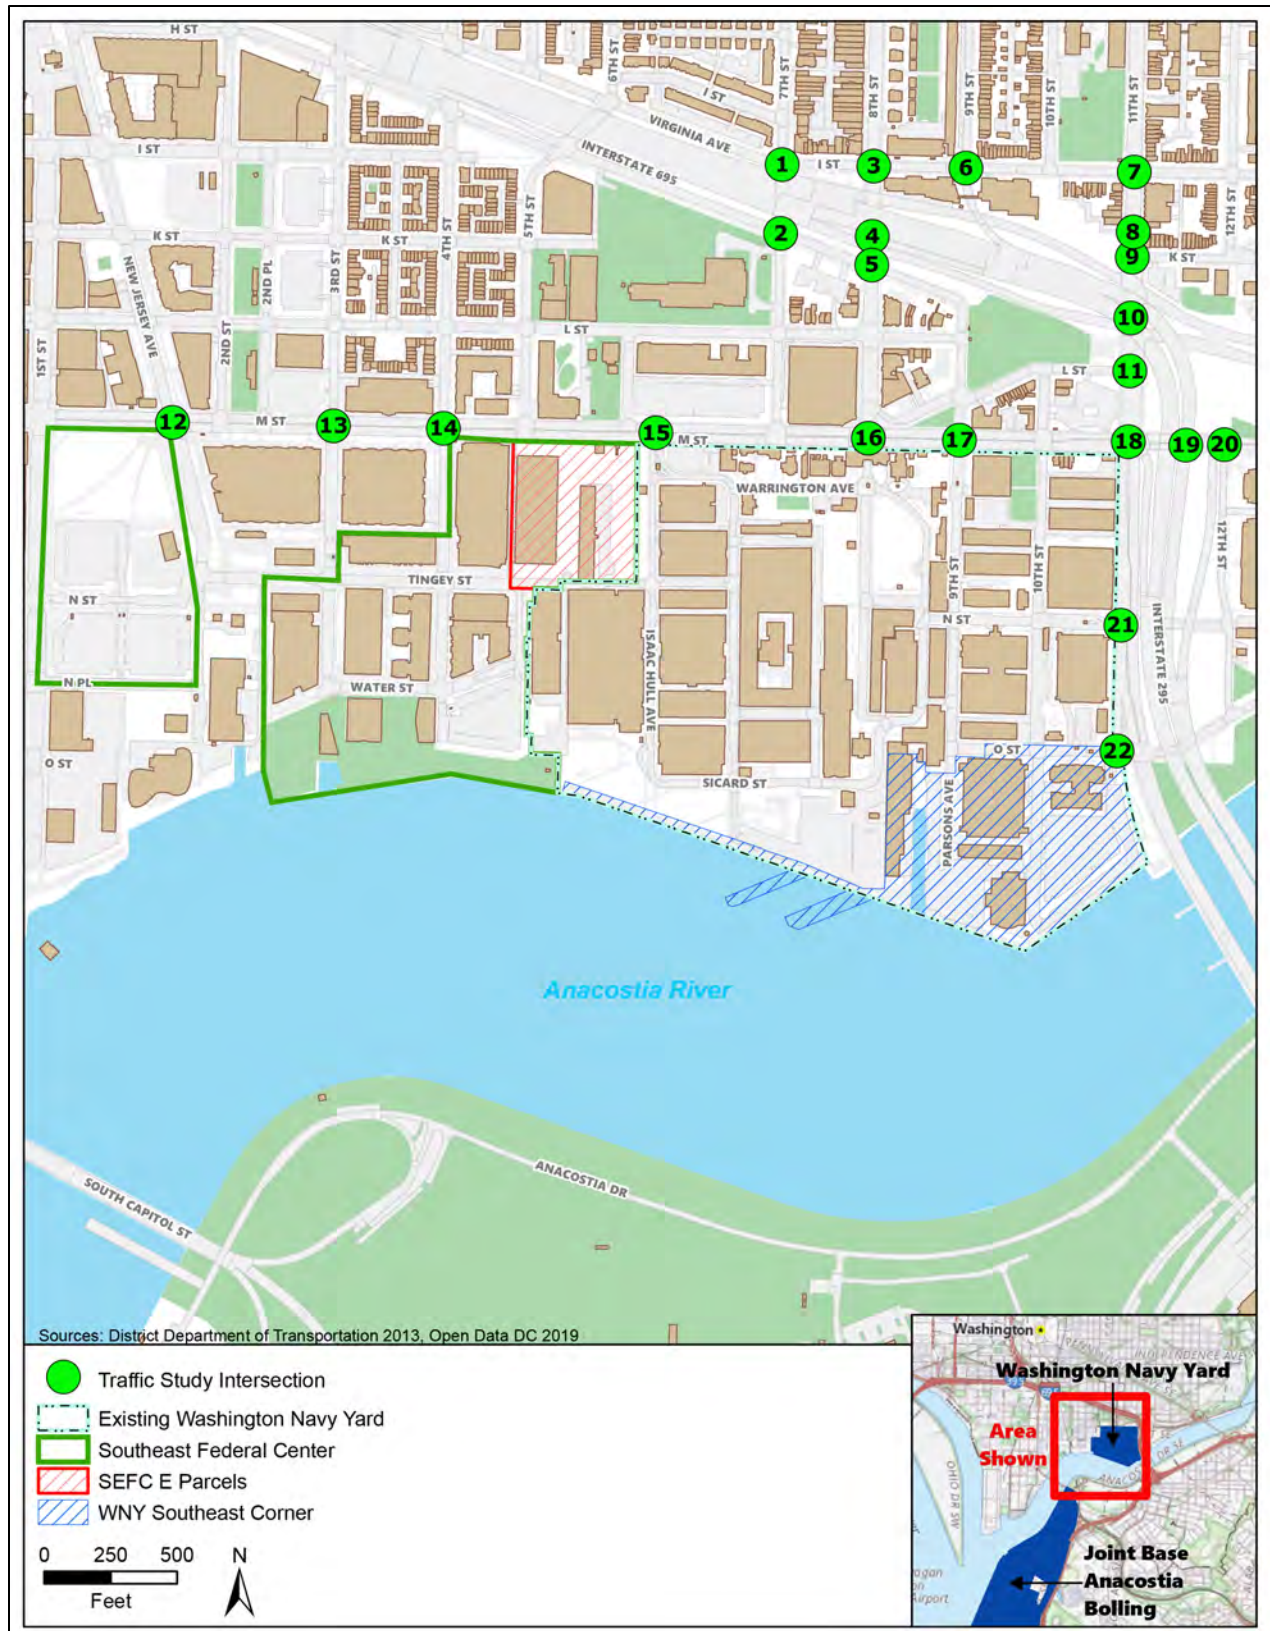 H ST
6TH ST
I ST
7TH ST
8TH ST
9TH ST
10TH ST
11TH ST
VIRGINIA AVE
INTERSTATE 695
I ST
1
I ST
3
6
7
12TH ST
2
4
5
8
9
K ST
K ST
K ST
NEW JERSEY AVE
2ND PL
3RD ST
4TH ST
5TH ST
10
1ST ST
2ND ST
L ST
L ST
11
12
M ST
13
14
15
M ST
16
17
18
19
20
WARRINGTON AVE
12TH ST
TINGEY ST
9TH ST
10TH ST
N ST
N ST
21
INTERSTATE 295
ISAAC HULL AVE
N PL
WATER ST
O ST
O ST
22
SICARD ST
PARSONS AVE
Anacostia River
ANACOSTIA DR
SOUTH CAPITOL ST
Sources: District Department of Transportation 2013, Open Data DC 2019
Traffic Study Intersection
Existing Washington Navy Yard
Southeast Federal Center
SEFC E Parcels
WNY Southeast Corner
0 250 500
Feet
N
Washington
INDEPENDENCE AVE
Washington Navy Yard
Area
Shown
OHIO DR SW
Joint Base
Anacostia
Bolling